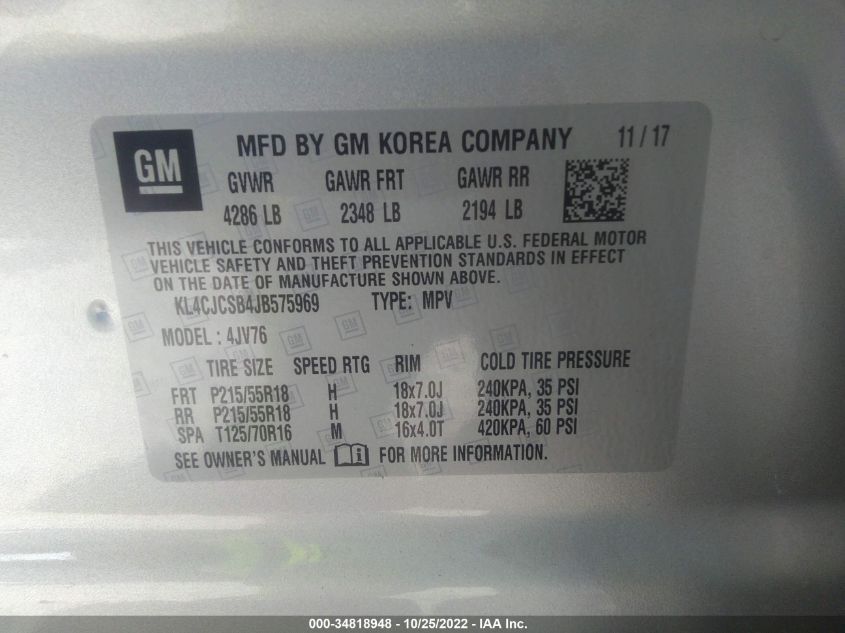 GM
MFD BY GM KOREA COMPANY 11/17
GVWR GAWR FRT GAWR RR
4286 LB 2348 LB 2194 LB
THIS VEHICLE CONFORMS TO ALL APPLICABLE U.S. FEDERAL MOTOR
VEHICLE SAFETY AND THEFT PREVENTION STANDARDS IN EFFECT
ON THE DATE OF MANUFACTURE SHOWN ABOVE.
KL4CJCSB4JB575969 TYPE: MPV
MODEL: 4JV76
TIRE SIZE SPEED RTG RIM COLD TIRE PRESSURE
FRT P215/55R18 H 18x7.0J 240KPA, 35 PSI
RR P215/55R18 H 18x7.0J 240KPA, 35 PSI
SPA T125/70R16 M 16x4.0T 420KPA, 60 PSI
SEE OWNER'S MANUAL FOR MORE INFORMATION.
000-34818948 - 10/25/2022 - IAA Inc.